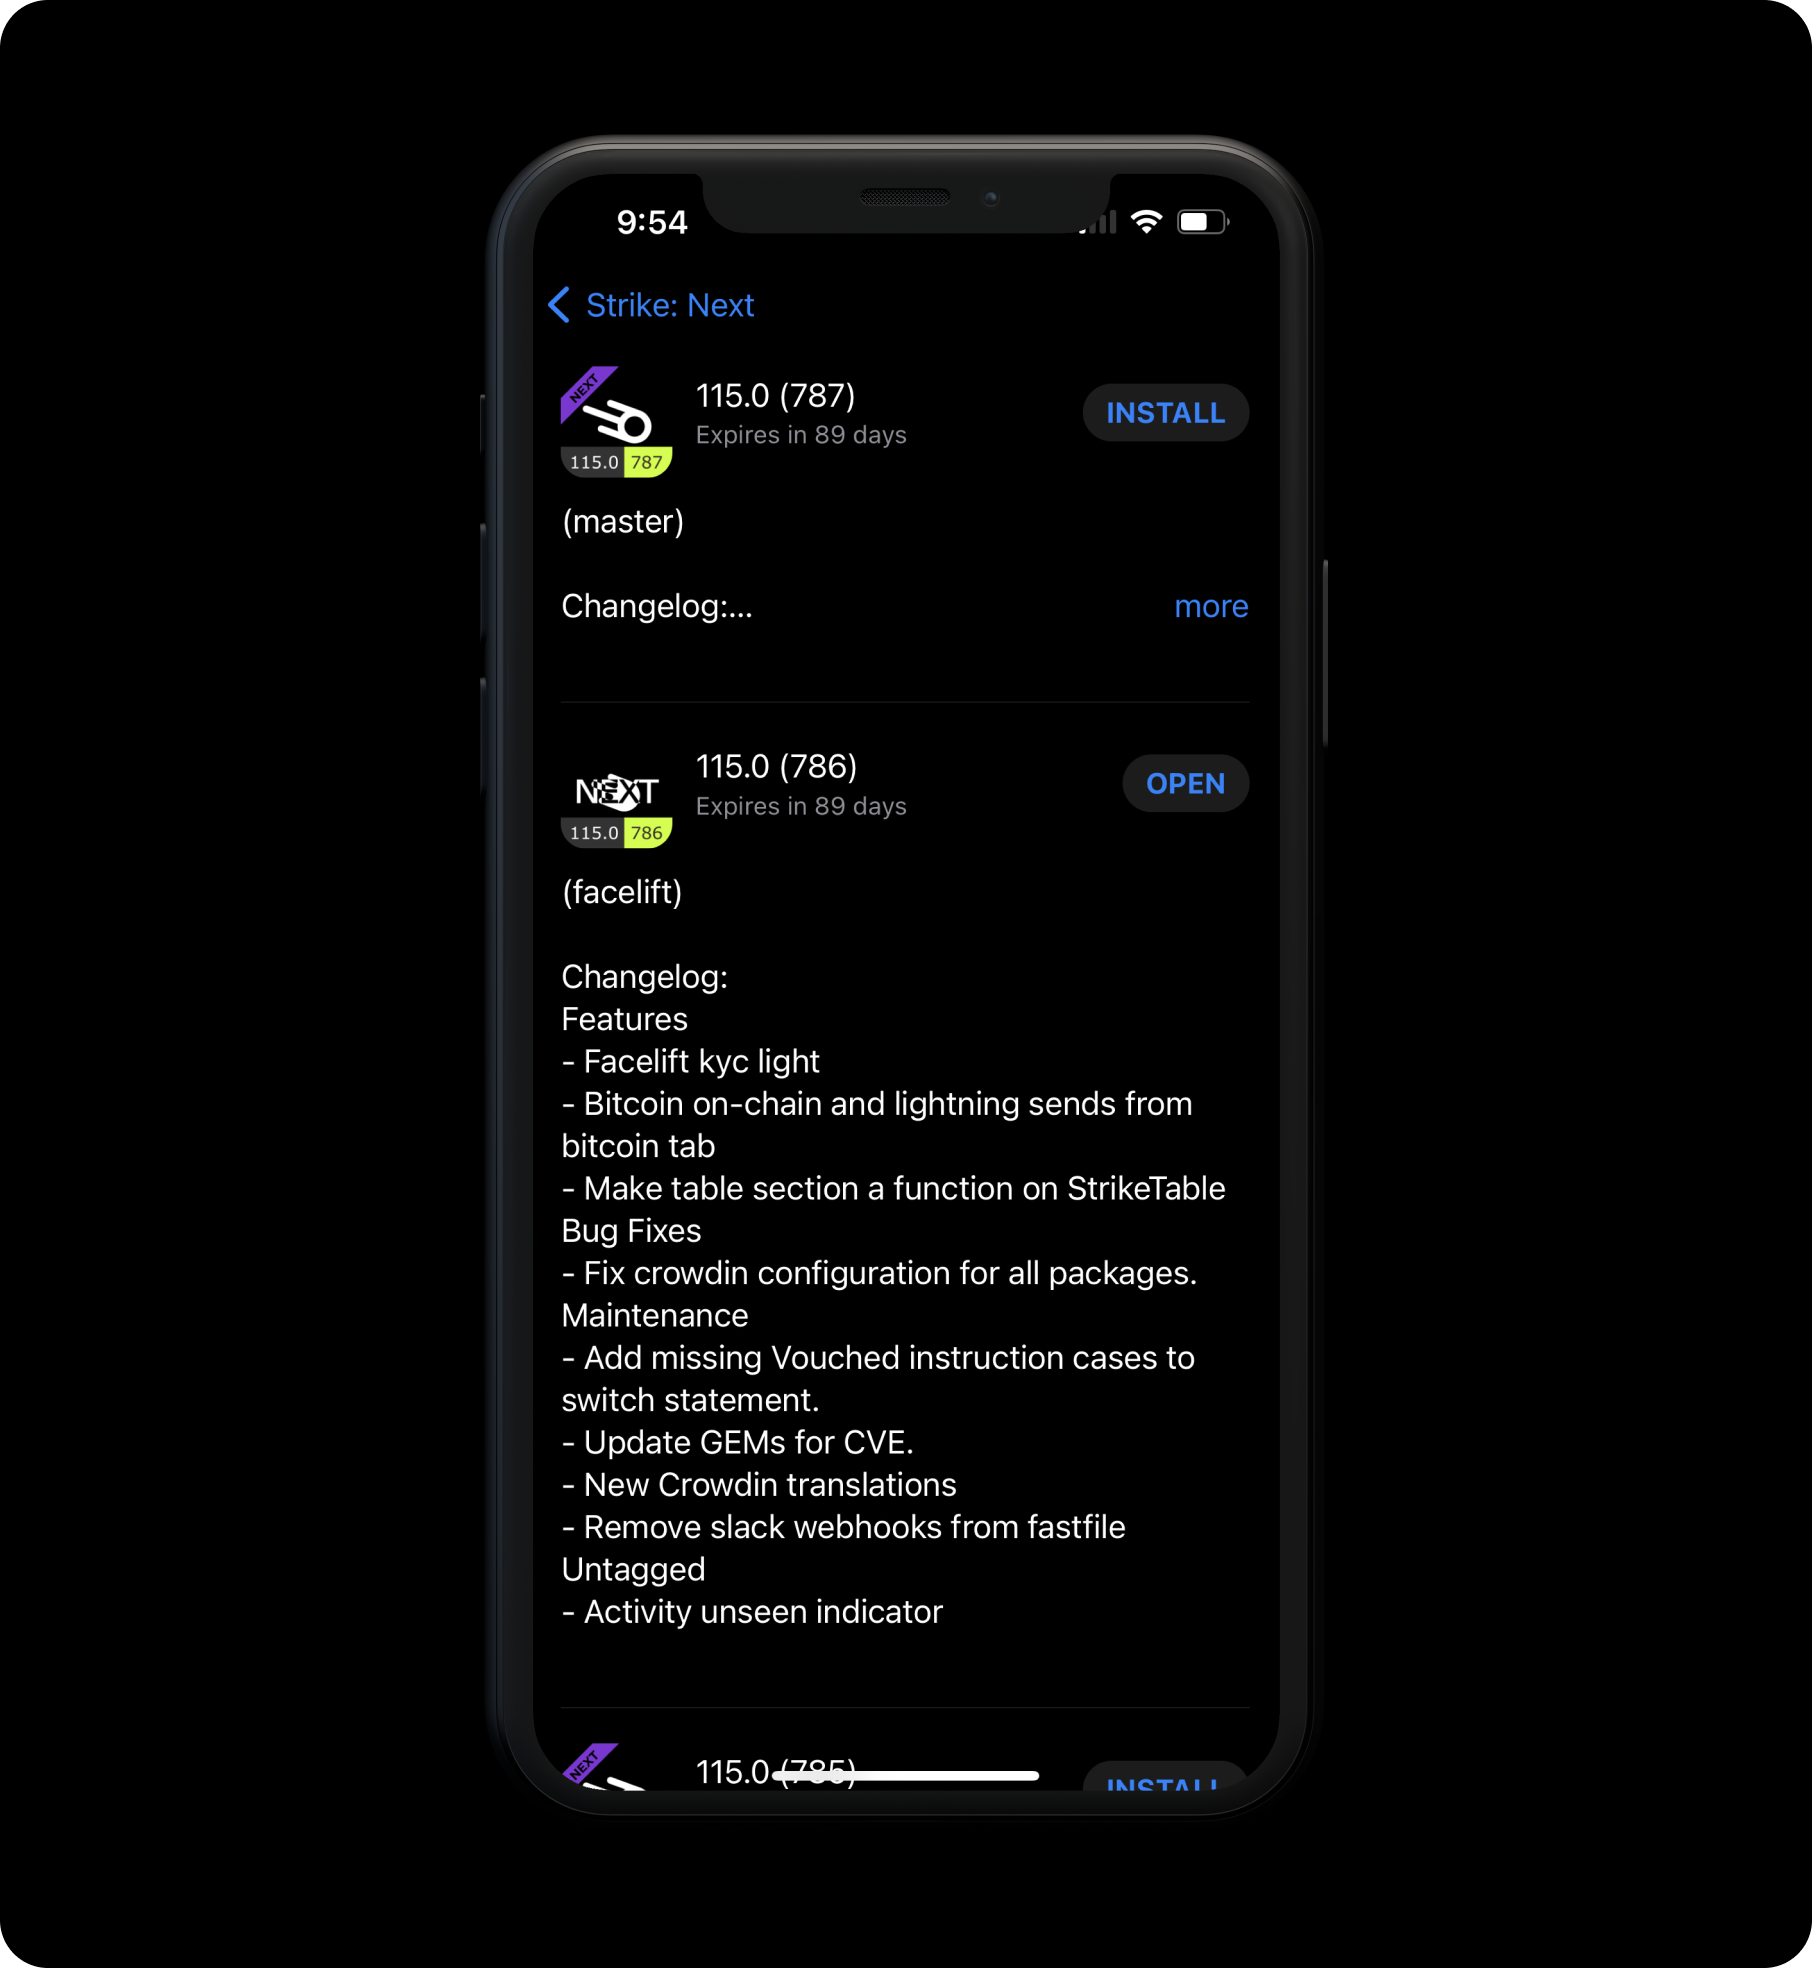 9:54
Strike: Next
NEXT
115.0 (787)
INSTALL
Expires in 89 days
115.0 787
(master)
Changelog:... more
115.0 (786)
OPEN
NEXT
Expires in 89 days
115.0 786
(facelift)
Changelog:
Features
- Facelift kyc light
- Bitcoin on-chain and lightning sends from
bitcoin tab
- Make table section a function on StrikeTable
Bug Fixes
- Fix crowdin configuration for all packages.
Maintenance
- Add missing Vouched instruction cases to
switch statement.
- Update GEMs for CVE.
- New Crowdin translations
- Remove slack webhooks from fastfile
Untagged
- Activity unseen indicator
NEXT
115.0 (785)
INSTALL